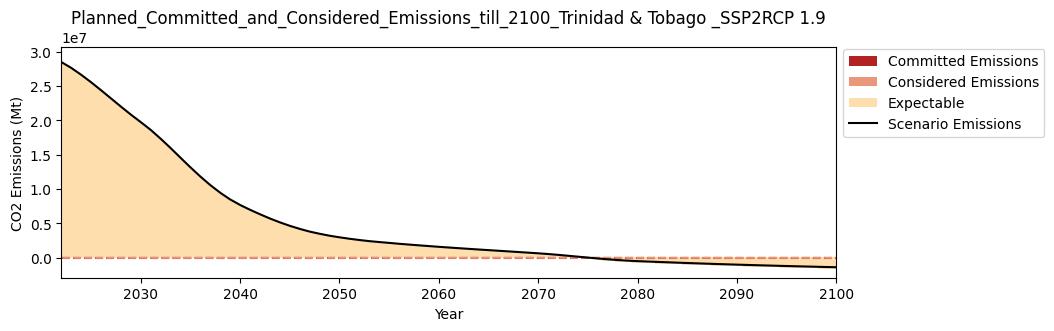 Planned_Committed_and_Considered_Emissions_till_2100_Trinidad & Tobago _SSP2RCP 1.9
1e7
3.0
2.5
2.0
1.5
1.0
0.5
0.0
CO2 Emissions (Mt)
2030
2040
2050
2060
2070
2080
2090
2100
Year
Committed Emissions
Considered Emissions
Expectable
Scenario Emissions